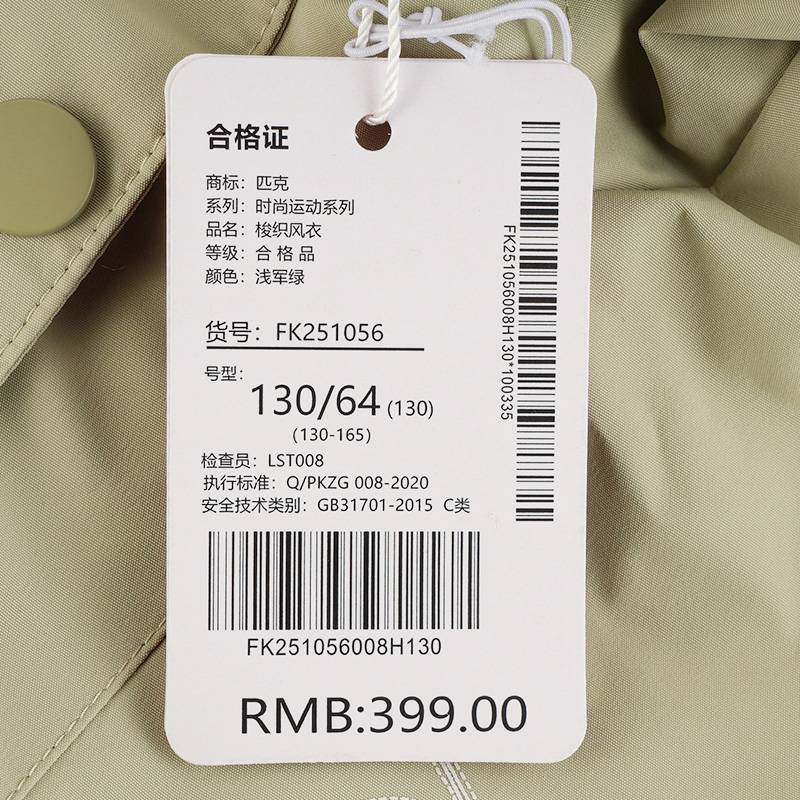 合格证
商标：匹克
系列：时尚运动系列
品名：梭织风衣
等级：合格品
颜色：浅军绿
货号：FK251056
号型：
130/64 (130)
(130-165)
检查员：LST008
执行标准：Q/PKZG 008-2020
安全技术类别：GB31701-2015 C类
FK251056008H130
RMB:399.00
FK251056008H130*100335